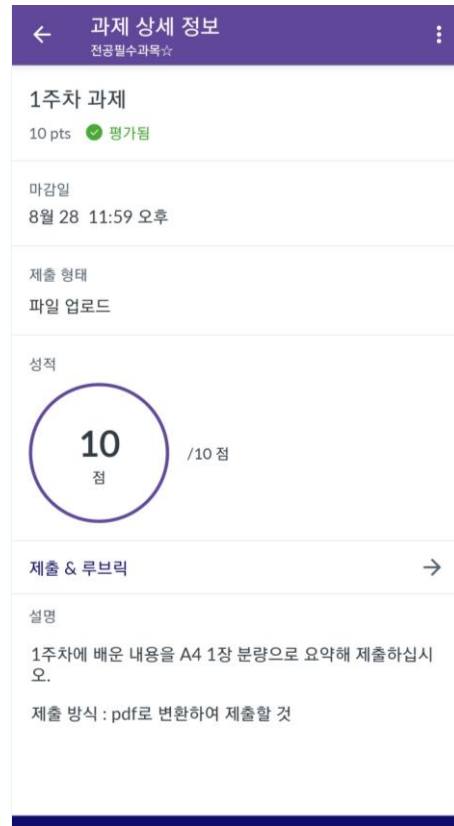 과제 상세 정보
전공필수과목☆
1주차 과제
10 pts 평가됨
마감일
8월 28 11:59 오후
제출 형태
파일 업로드
성적
10
점
/10 점
제출 & 루브릭
설명
1주차에 배운 내용을 A4 1장 분량으로 요약해 제출하십시
오.
제출 방식 : pdf로 변환하여 제출할 것